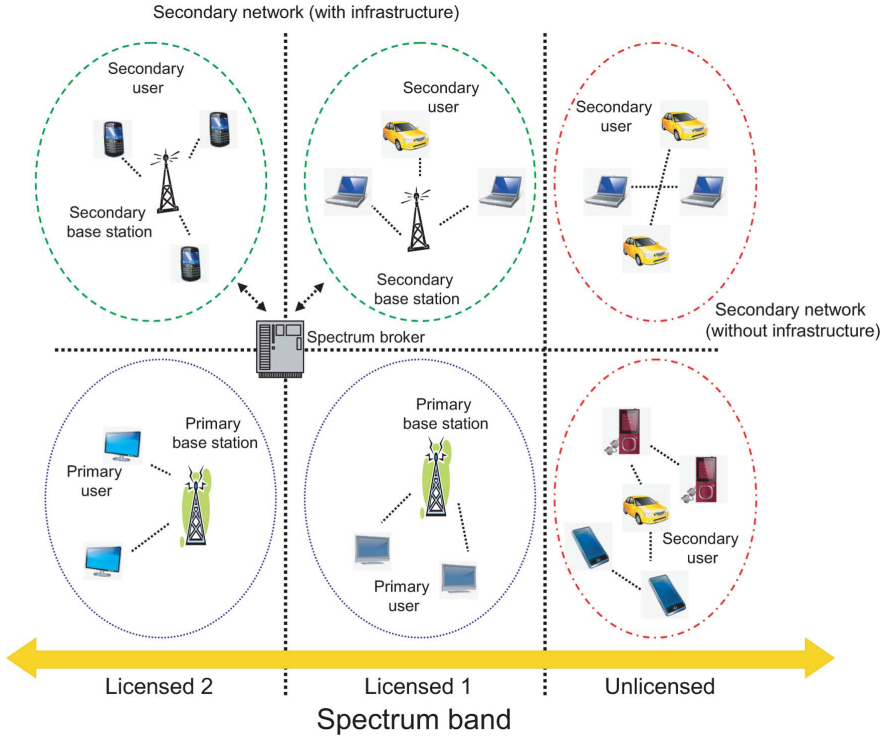 Secondary network (with infrastructure)
Secondary
user
Secondary
base station
Secondary
user
Secondary
base station
Secondary
user
Secondary network
(without infrastructure)
Spectrum broker
Primary
base station
Primary
user
Primary
base station
Primary
user
Secondary
user
Licensed 2
Licensed 1
Unlicensed
Spectrum band